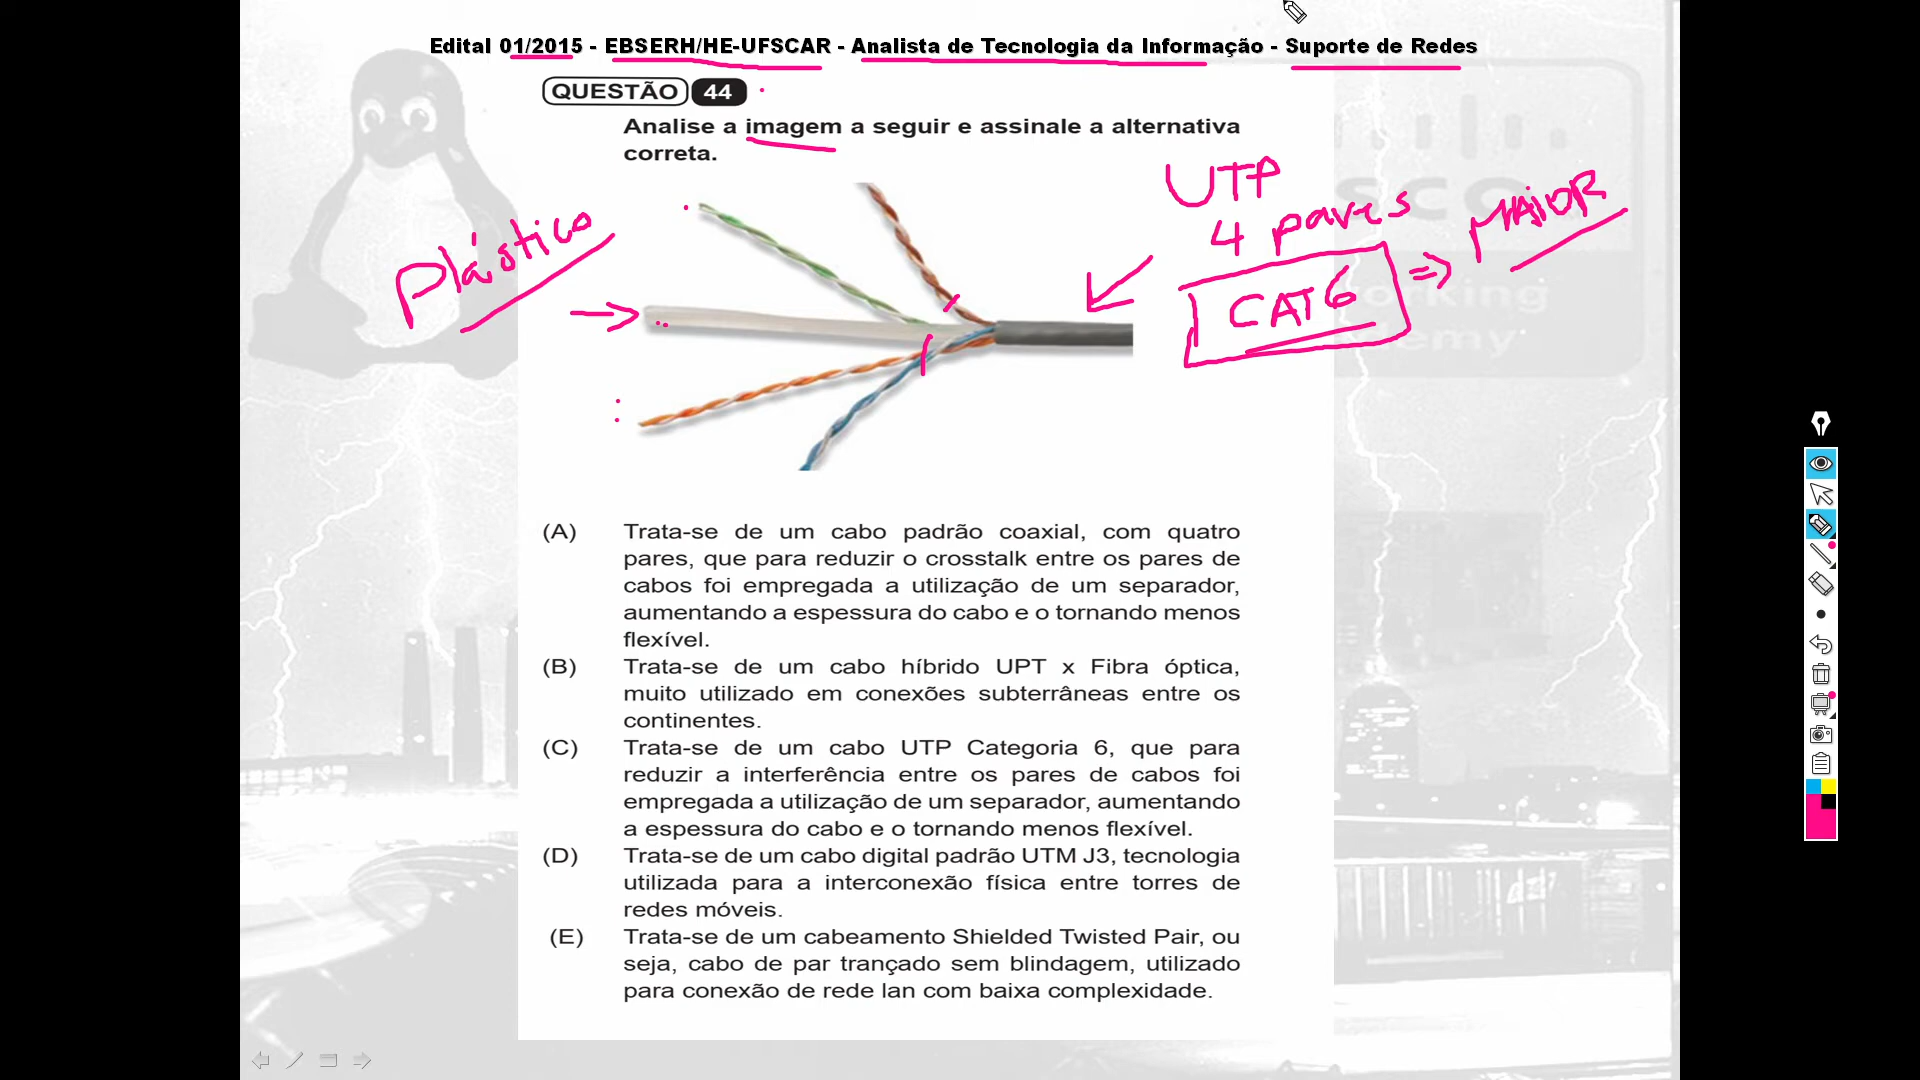 Edital 01/2015 - EBSERH/HE-UFSCAR - Analista de Tecnologia da Informação - Suporte de Redes
QUESTÃO 44
Analise a imagem a seguir e assinale a alternativa
correta.
UTP
4 pares
MAIOR
Plástico
CAT6
(A) Trata-se de um cabo padrão coaxial, com quatro
pares, que para reduzir o crosstalk entre os pares de
cabos foi empregada a utilização de um separador,
aumentando a espessura do cabo e o tornando menos
flexível.
(B) Trata-se de um cabo híbrido UPT x Fibra óptica,
muito utilizado em conexões subterrâneas entre os
continentes.
(C) Trata-se de um cabo UTP Categoria 6, que para
reduzir a interferência entre os pares de cabos foi
empregada a utilização de um separador, aumentando
a espessura do cabo e o tornando menos flexível.
(D) Trata-se de um cabo digital padrão UTM J3, tecnologia
utilizada para a interconexão física entre torres de
redes móveis.
(E) Trata-se de um cabeamento Shielded Twisted Pair, ou
seja, cabo de par trançado sem blindagem, utilizado
para conexão de rede lan com baixa complexidade.